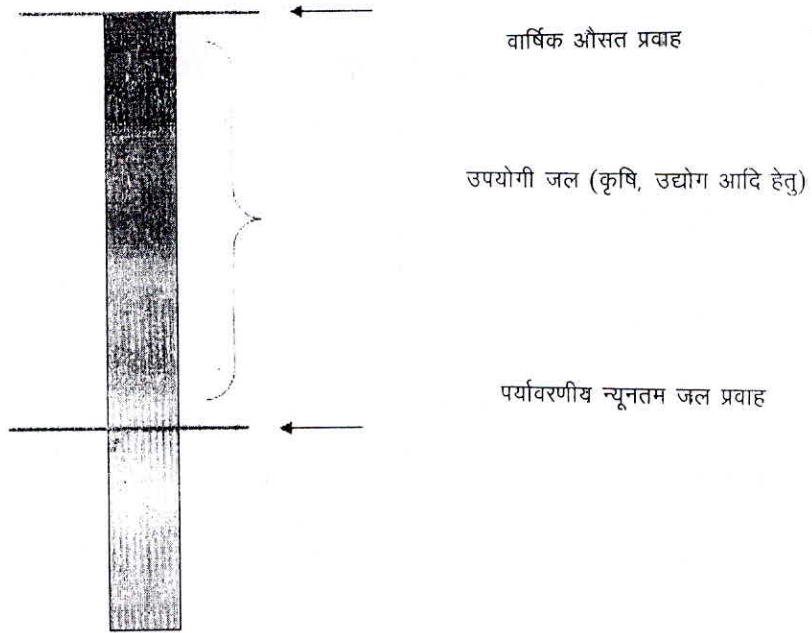 वार्षिक औसत प्रवाह
उपयोगी जल (कृषि, उद्योग आदि हेतु)
पर्यावरणीय न्यूनतम जल प्रवाह